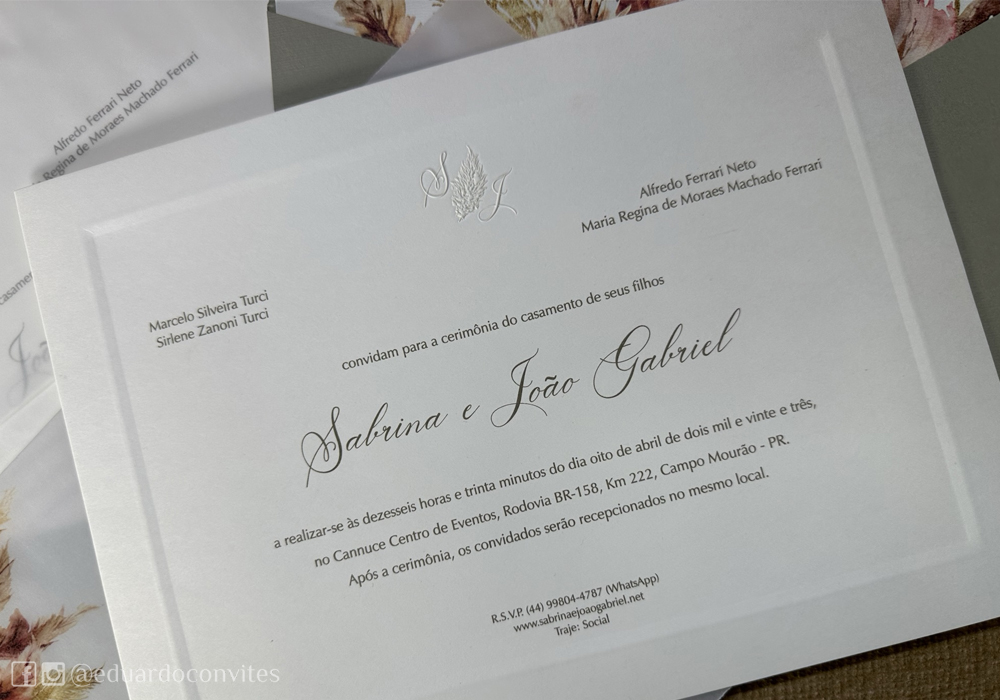 Alfredo Ferrari Neto
Regina de Moraes Machado Ferrari
S J
Alfredo Ferrari Neto
Maria Regina de Moraes Machado Ferrari
Marcelo Silveira Turci
Sirlene Zanoni Turci
convidam para a cerimônia do casamento de seus filhos
Sabrina e João Gabriel
a realizar-se às dezesseis horas e trinta minutos do dia oito de abril de dois mil e vinte e três,
no Cannuce Centro de Eventos, Rodovia BR-158, Km 222, Campo Mourão - PR.
Após a cerimônia, os convidados serão recepcionados no mesmo local.
R.S.V.P. (44) 99804-4787 (WhatsApp)
www.sabrinaejoaogabriel.net
Traje: Social
@eduardoconvites